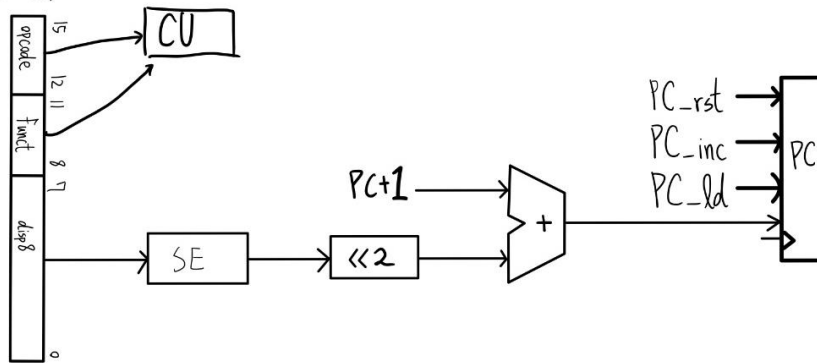 opcode
15
12
funct
11
8
disp8
7
0
CU
SE
<<2
PC+1
+
PC_rst
PC_inc
PC_ld
PC